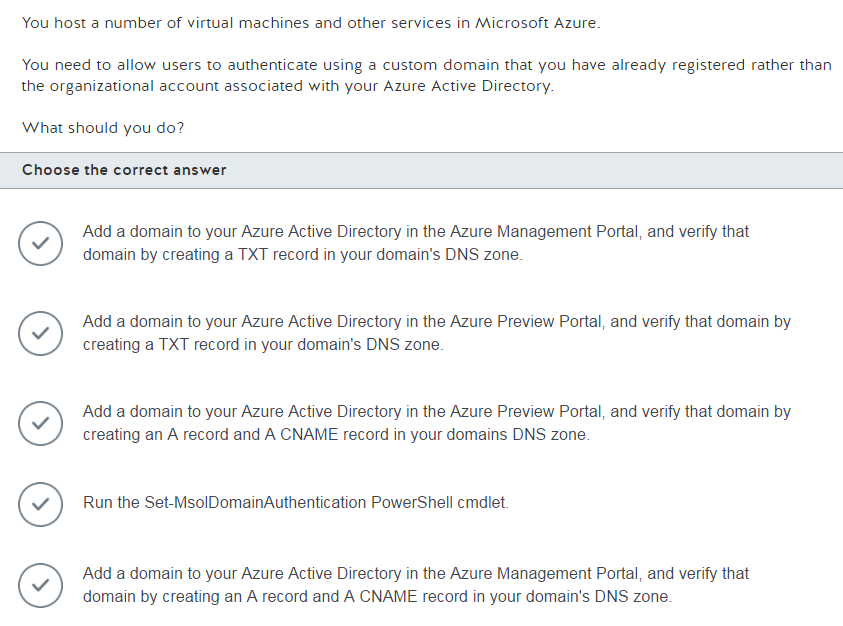 You host a number of virtual machines and other services in Microsoft Azure.
You need to allow users to authenticate using a custom domain that you have already registered rather than
the organizational account associated with your Azure Active Directory.
What should you do?
Choose the correct answer
Add a domain to your Azure Active Directory in the Azure Management Portal, and verify that
domain by creating a TXT record in your domain's DNS zone.
Add a domain to your Azure Active Directory in the Azure Preview Portal, and verify that domain by
creating a TXT record in your domain's DNS zone.
Add a domain to your Azure Active Directory in the Azure Preview Portal, and verify that domain by
creating an A record and A CNAME record in your domains DNS zone.
Run the Set-MsolDomainAuthentication PowerShell cmdlet.
Add a domain to your Azure Active Directory in the Azure Management Portal, and verify that
domain by creating an A record and A CNAME record in your domain's DNS zone.